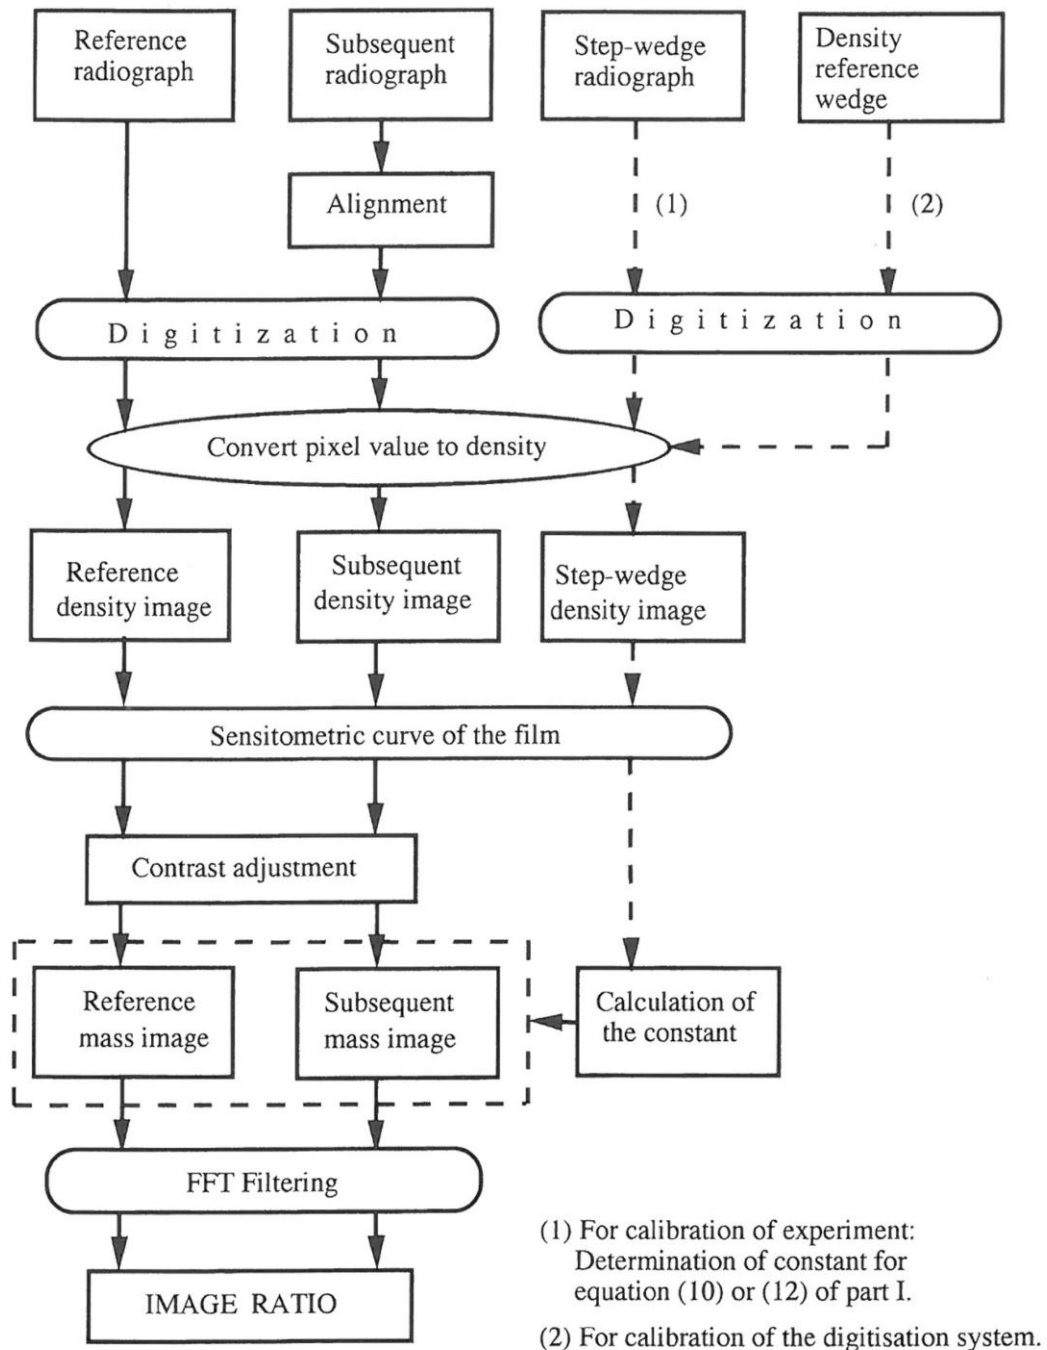 Reference
radiograph
Subsequent
radiograph
Step-wedge
radiograph
Density
reference
wedge
Alignment
(1)
(2)
Digitization
Digitization
Convert pixel value to density
Reference
density image
Subsequent
density image
Step-wedge
density image
Sensitometric curve of the film
Contrast adjustment
Reference
mass image
Subsequent
mass image
Calculation of
the constant
FFT Filtering
IMAGE RATIO
(1) For calibration of experiment:
Determination of constant for
equation (10) or (12) of part I.
(2) For calibration of the digitisation system.